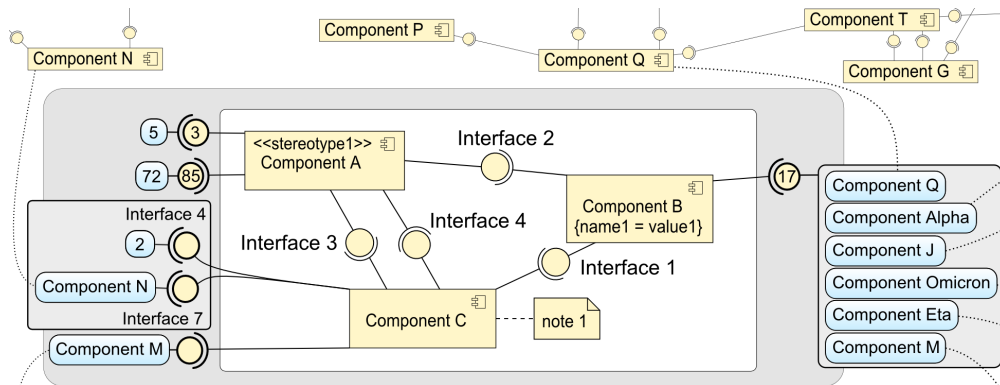 Component P
Component T
Component N
Component Q
Component G
5
3
<<stereotype1>>
Component A
Interface 2
72
85
17
Component Q
Component B
{name1 = value1}
Interface 4
Component Alpha
2
Interface 3
Interface 4
Component J
Interface 1
Component N
Component Omicron
Interface 7
Component C
note 1
Component Eta
Component M
Component M